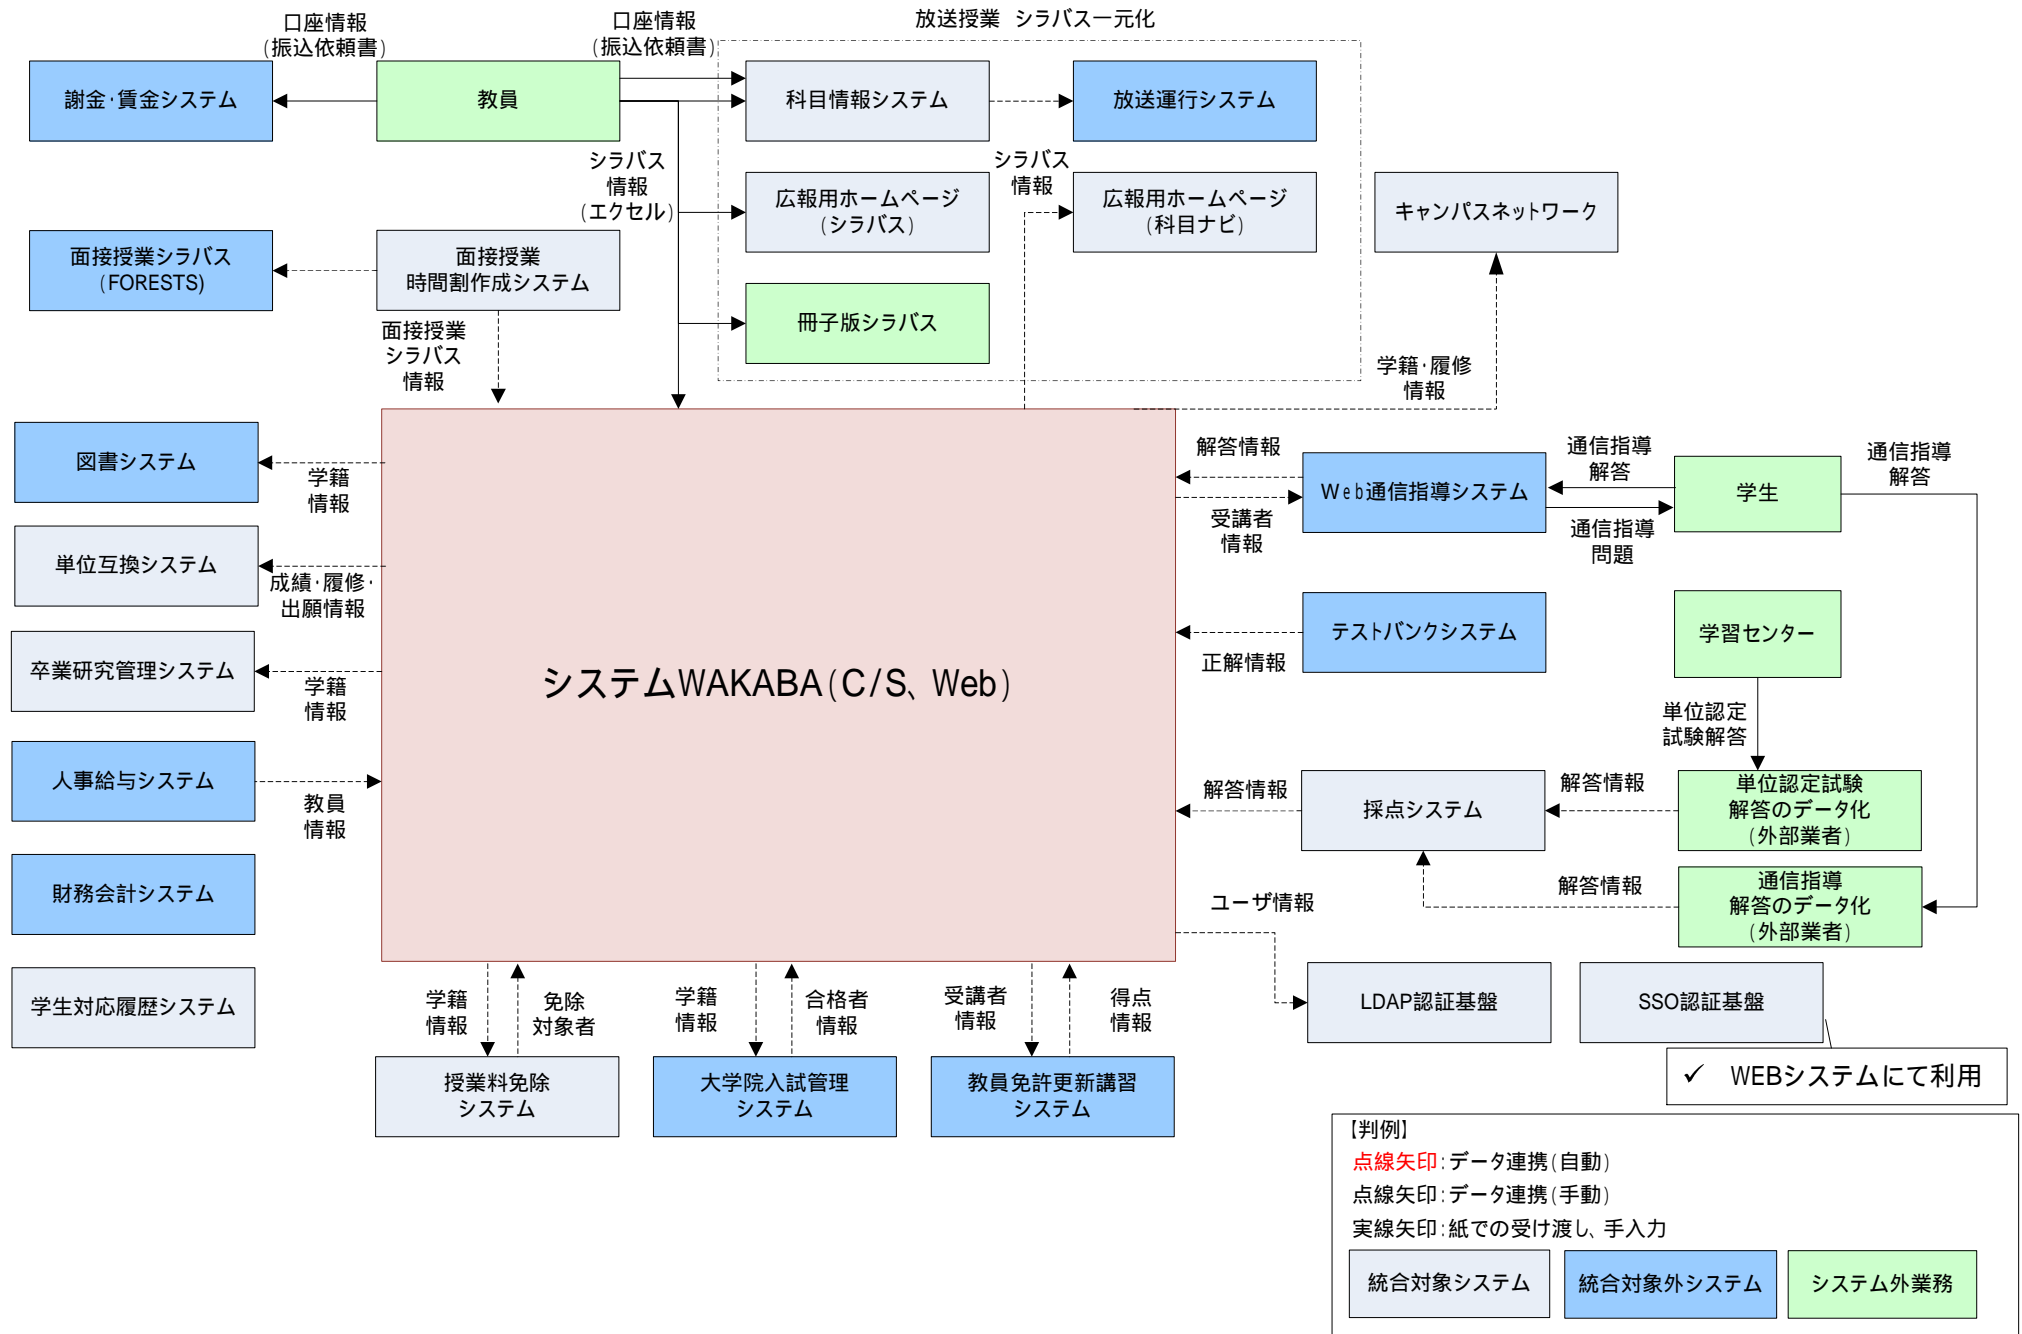 口座情報
(振込依頼書)
口座情報
(振込依頼書)
放送授業 シラバス一元化
謝金・賃金システム
教員
科目情報システム
放送運行システム
シラバス
情報
(エクセル)
シラバス
情報
広報用ホームページ
(シラバス)
広報用ホームページ
(科目ナビ)
キャンパスネットワーク
面接授業シラバス
(FORESTS)
面接授業
時間割作成システム
冊子版シラバス
面接授業
シラバス
情報
学籍・履修
情報
図書システム
学籍
情報
解答情報
Web通信指導システム
受講者
情報
通信指導
解答
通信指導
問題
学生
通信指導
解答
単位互換システム
成績・履修・
出願情報
テストバンクシステム
正解情報
学習センター
卒業研究管理システム
学籍
情報
システムWAKABA(C/S、Web)
単位認定
試験解答
人事給与システム
教員
情報
解答情報
採点システム
解答情報
単位認定試験
解答のデータ化
(外部業者)
財務会計システム
解答情報
通信指導
解答のデータ化
(外部業者)
ユーザ情報
学生対応履歴システム
学籍
情報
免除
対象者
学籍
情報
合格者
情報
受講者
情報
得点
情報
LDAP認証基盤
SSO認証基盤
授業料免除
システム
大学院入試管理
システム
教員免許更新講習
システム
✓ WEBシステムにて利用
【判例】
点線矢印:データ連携(自動)
点線矢印:データ連携(手動)
実線矢印:紙での受け渡し、手入力
統合対象システム
統合対象外システム
システム外業務